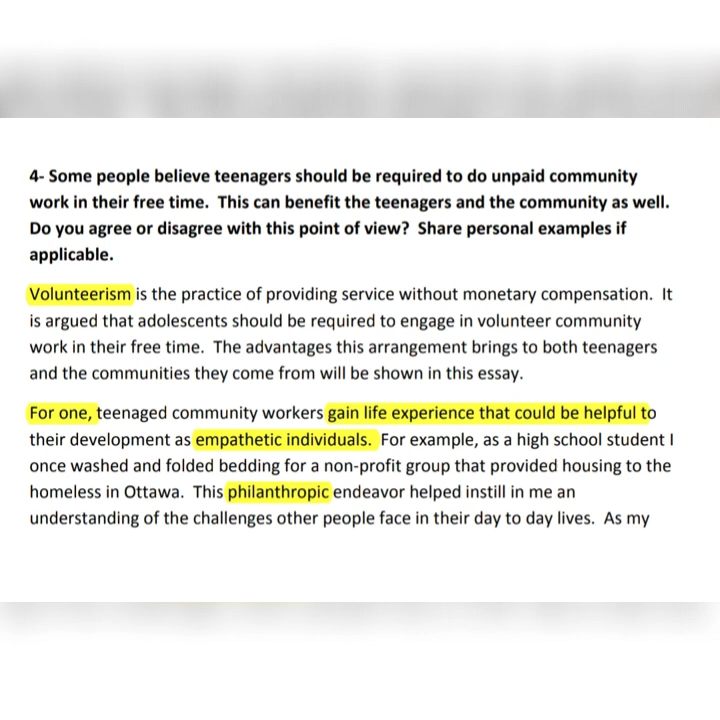 4- Some people believe teenagers should be required to do unpaid community
work in their free time.  This can benefit the teenagers and the community as well.
Do you agree or disagree with this point of view?  Share personal examples if
applicable.
Volunteerism is the practice of providing service without monetary compensation.  It
is argued that adolescents should be required to engage in volunteer community
work in their free time.  The advantages this arrangement brings to both teenagers
and the communities they come from will be shown in this essay.
For one, teenaged community workers gain life experience that could be helpful to
their development as empathetic individuals.  For example, as a high school student I
once washed and folded bedding for a non-profit group that provided housing to the
homeless in Ottawa.  This philanthropic endeavor helped instill in me an
understanding of the challenges other people face in their day to day lives.  As my